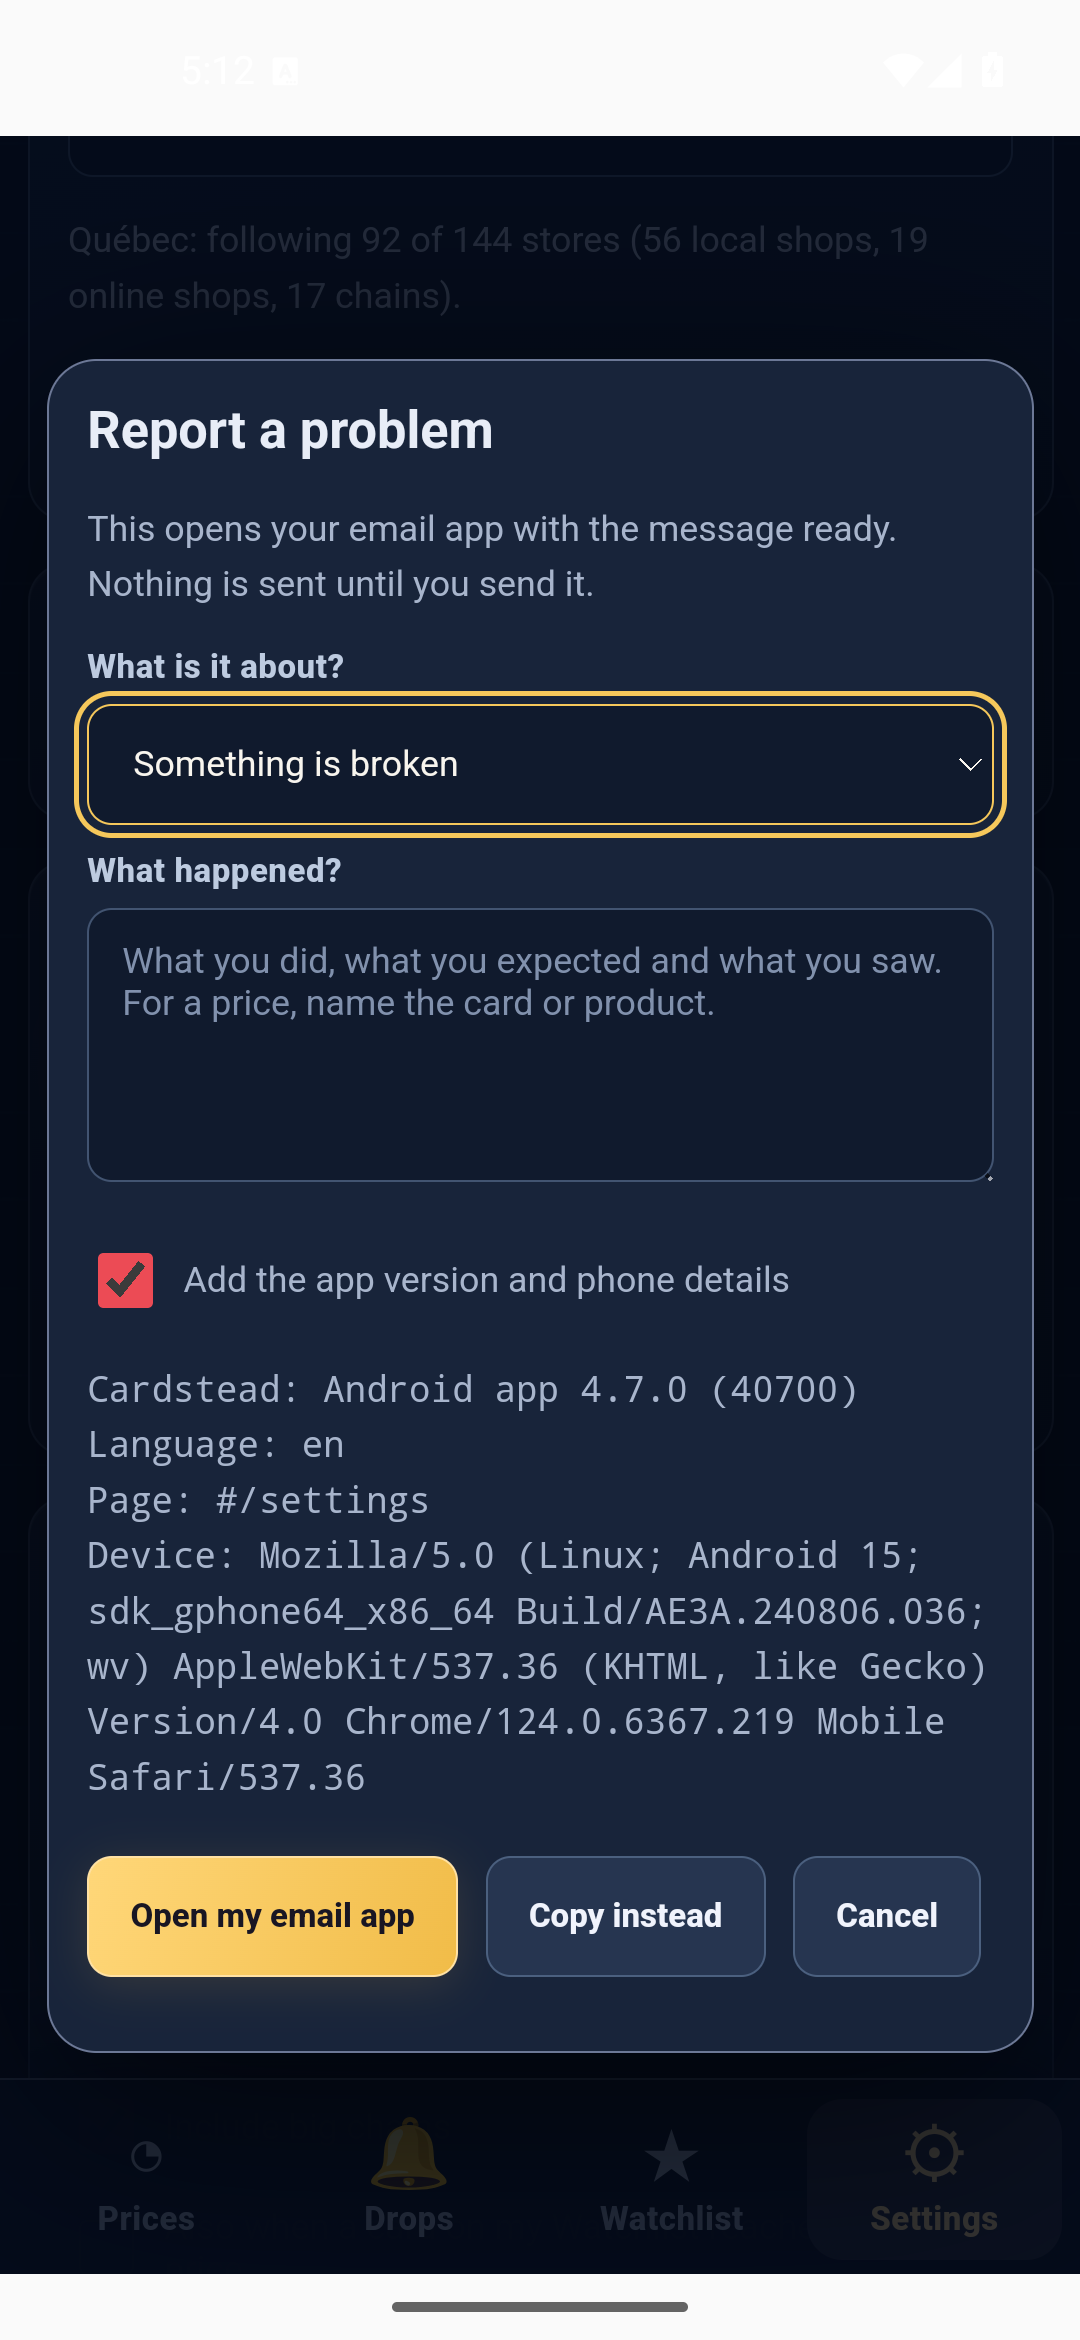 5:12
Québec: following 92 of 144 stores (56 local shops, 19
online shops, 17 chains).
Report a problem
This opens your email app with the message ready.
Nothing is sent until you send it.
What is it about?
Something is broken
What happened?
What you did, what you expected and what you saw.
For a price, name the card or product.
Add the app version and phone details
Cardstead: Android app 4.7.0 (40700)
Language: en
Page: #/settings
Device: Mozilla/5.0 (Linux; Android 15;
sdk_gphone64_x86_64 Build/AE3A.240806.036;
wv) AppleWebKit/537.36 (KHTML, like Gecko)
Version/4.0 Chrome/124.0.6367.219 Mobile
Safari/537.36
Open my email app Copy instead Cancel
Prices Drops Watchlist Settings